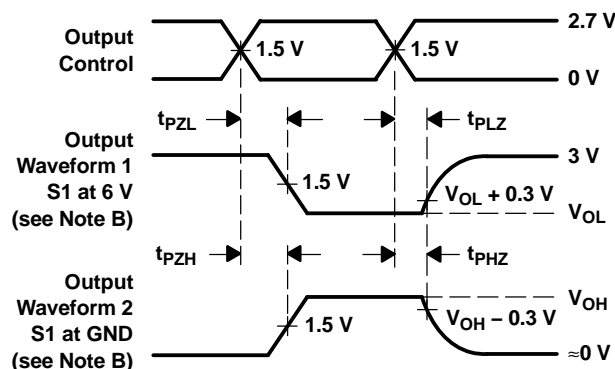 2.7 V
Output
Control
1.5 V
1.5 V
0 V
tPZL
tPLZ
Output
Waveform 1
S1 at 6 V
(see Note B)
3 V
1.5 V
VOL + 0.3 V
VOL
tPZH
tPHZ
Output
Waveform 2
S1 at GND
(see Note B)
VOH
1.5 V
VOH − 0.3 V
≈0 V